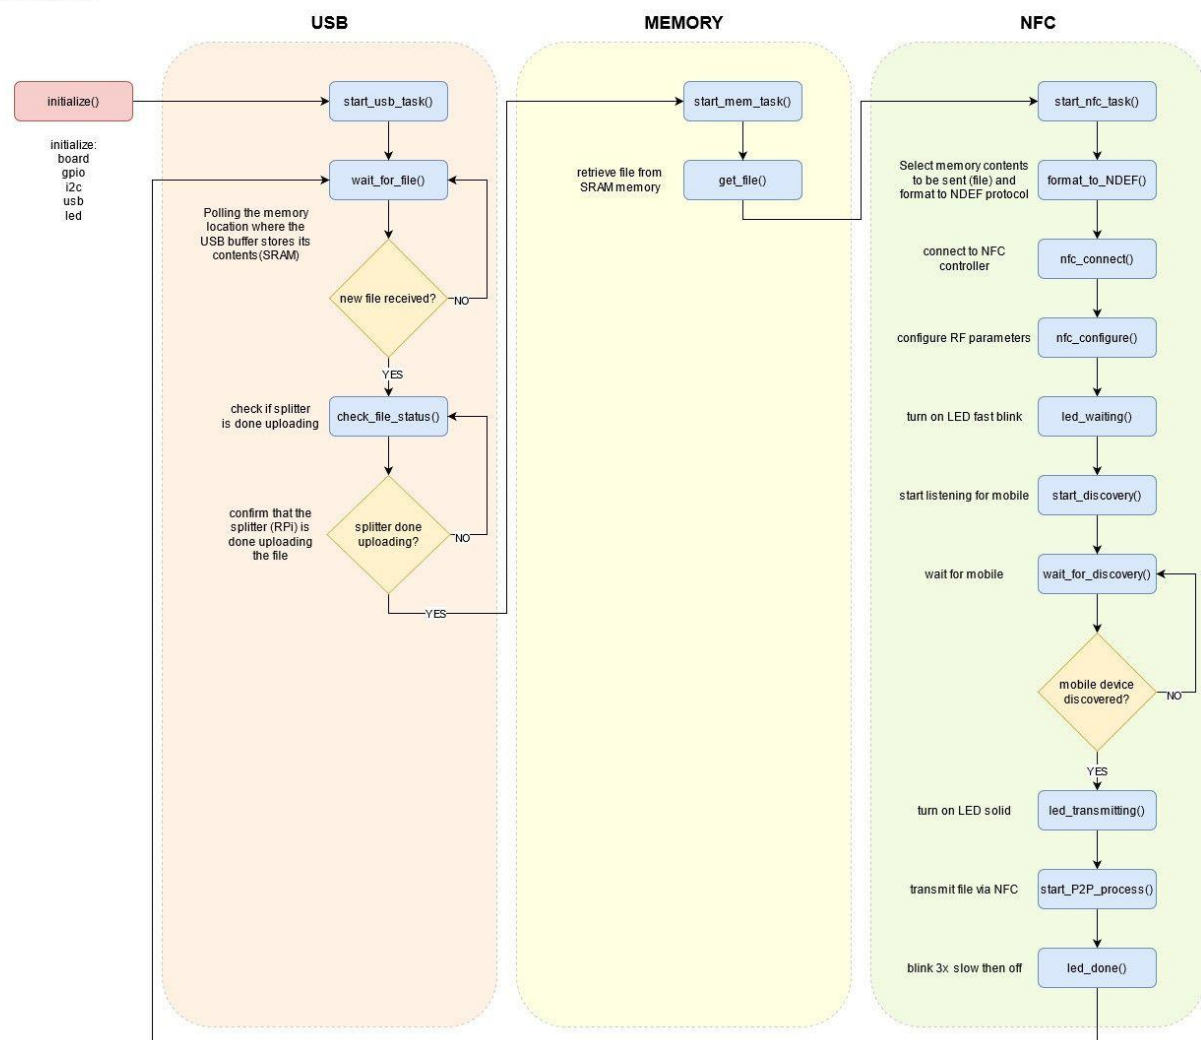 USB
MEMORY
NFC
initialize()
initialize:
board
gpio
i2c
usb
led
start_usb_task()
wait_for_file()
Polling the memory
location where the
USB buffer stores its
contents(SRAM)
new file received?
NO
YES
check if splitter
is done uploading
check_file_status()
confirm that the
splitter (RPi) is
done uploading
the file
splitter done
uploading?
NO
YES
start_mem_task()
retrieve file from
SRAM memory
get_file()
start_nfc_task()
Select memory contents
to be sent (file) and
format to NDEF protocol
format_to_NDEF()
connect to NFC
controller
nfc_connect()
configure RF parameters
nfc_configure()
turn on LED fast blink
led_waiting()
start listening for mobile
start_discovery()
wait for mobile
wait_for_discovery()
mobile device
discovered?
NO
YES
turn on LED solid
led_transmitting()
transmit file via NFC
start_P2P_process()
blink 3x slow then off
led_done()